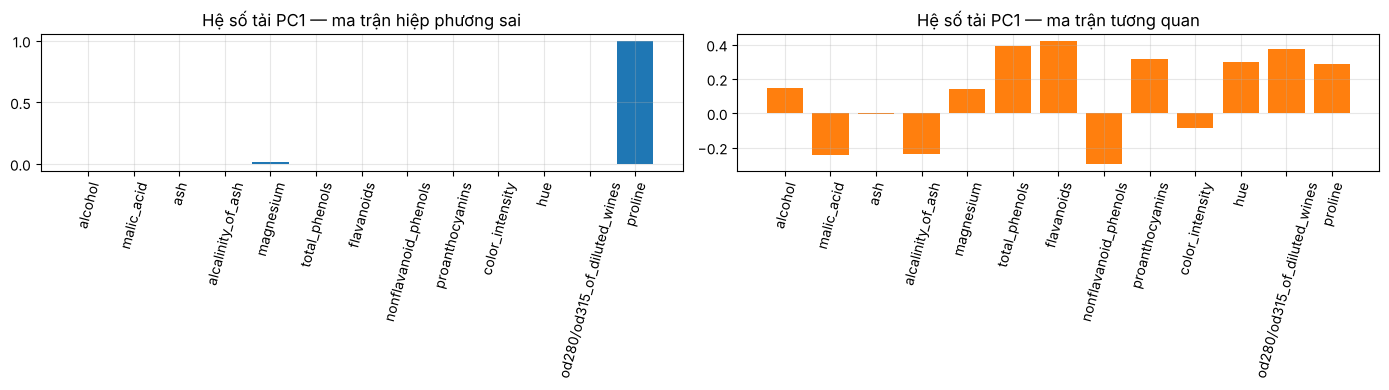 Hệ số tải PC1 — ma trận hiệp phương sai
1.0
0.5
0.0
alcohol
malic_acid
ash
alcalinity_of_ash
magnesium
total_phenols
flavanoids
nonflavanoid_phenols
proanthocyanins
color_intensity
hue
od280/od315_of_diluted_wines
proline
Hệ số tải PC1 — ma trận tương quan
0.4
0.2
0.0
−0.2
alcohol
malic_acid
ash
alcalinity_of_ash
magnesium
total_phenols
flavanoids
nonflavanoid_phenols
proanthocyanins
color_intensity
hue
od280/od315_of_diluted_wines
proline